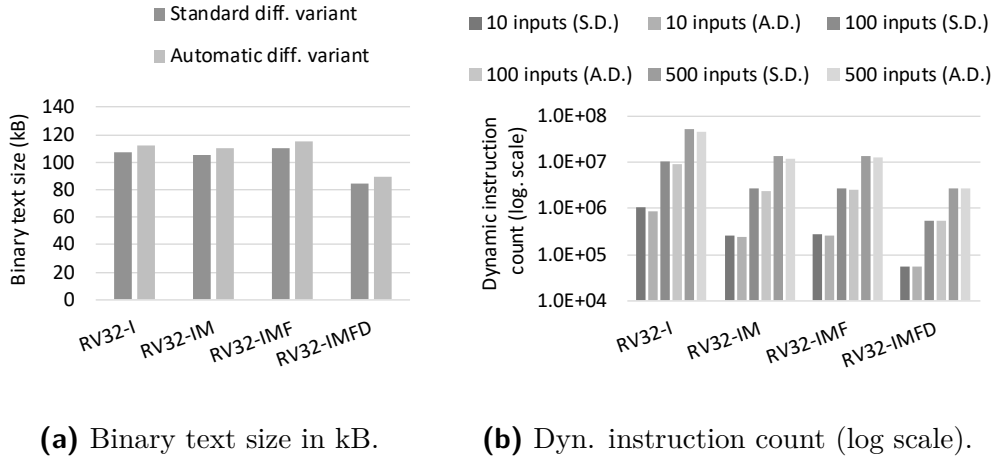 Standard diff. variant
Automatic diff. variant
Binary text size (kB)
140
120
100
80
60
40
20
0
RV32-I
RV32-IM
RV32-IMF
RV32-IMFD
(a) Binary text size in kB.
10 inputs (S.D.) 10 inputs (A.D.) 100 inputs (S.D.)
100 inputs (A.D.) 500 inputs (S.D.) 500 inputs (A.D.)
Dynamic instruction
count (log. scale)
1.0E+08
1.0E+07
1.0E+06
1.0E+05
1.0E+04
RV32-I
RV32-IM
RV32-IMF
RV32-IMFD
(b) Dyn. instruction count (log scale).